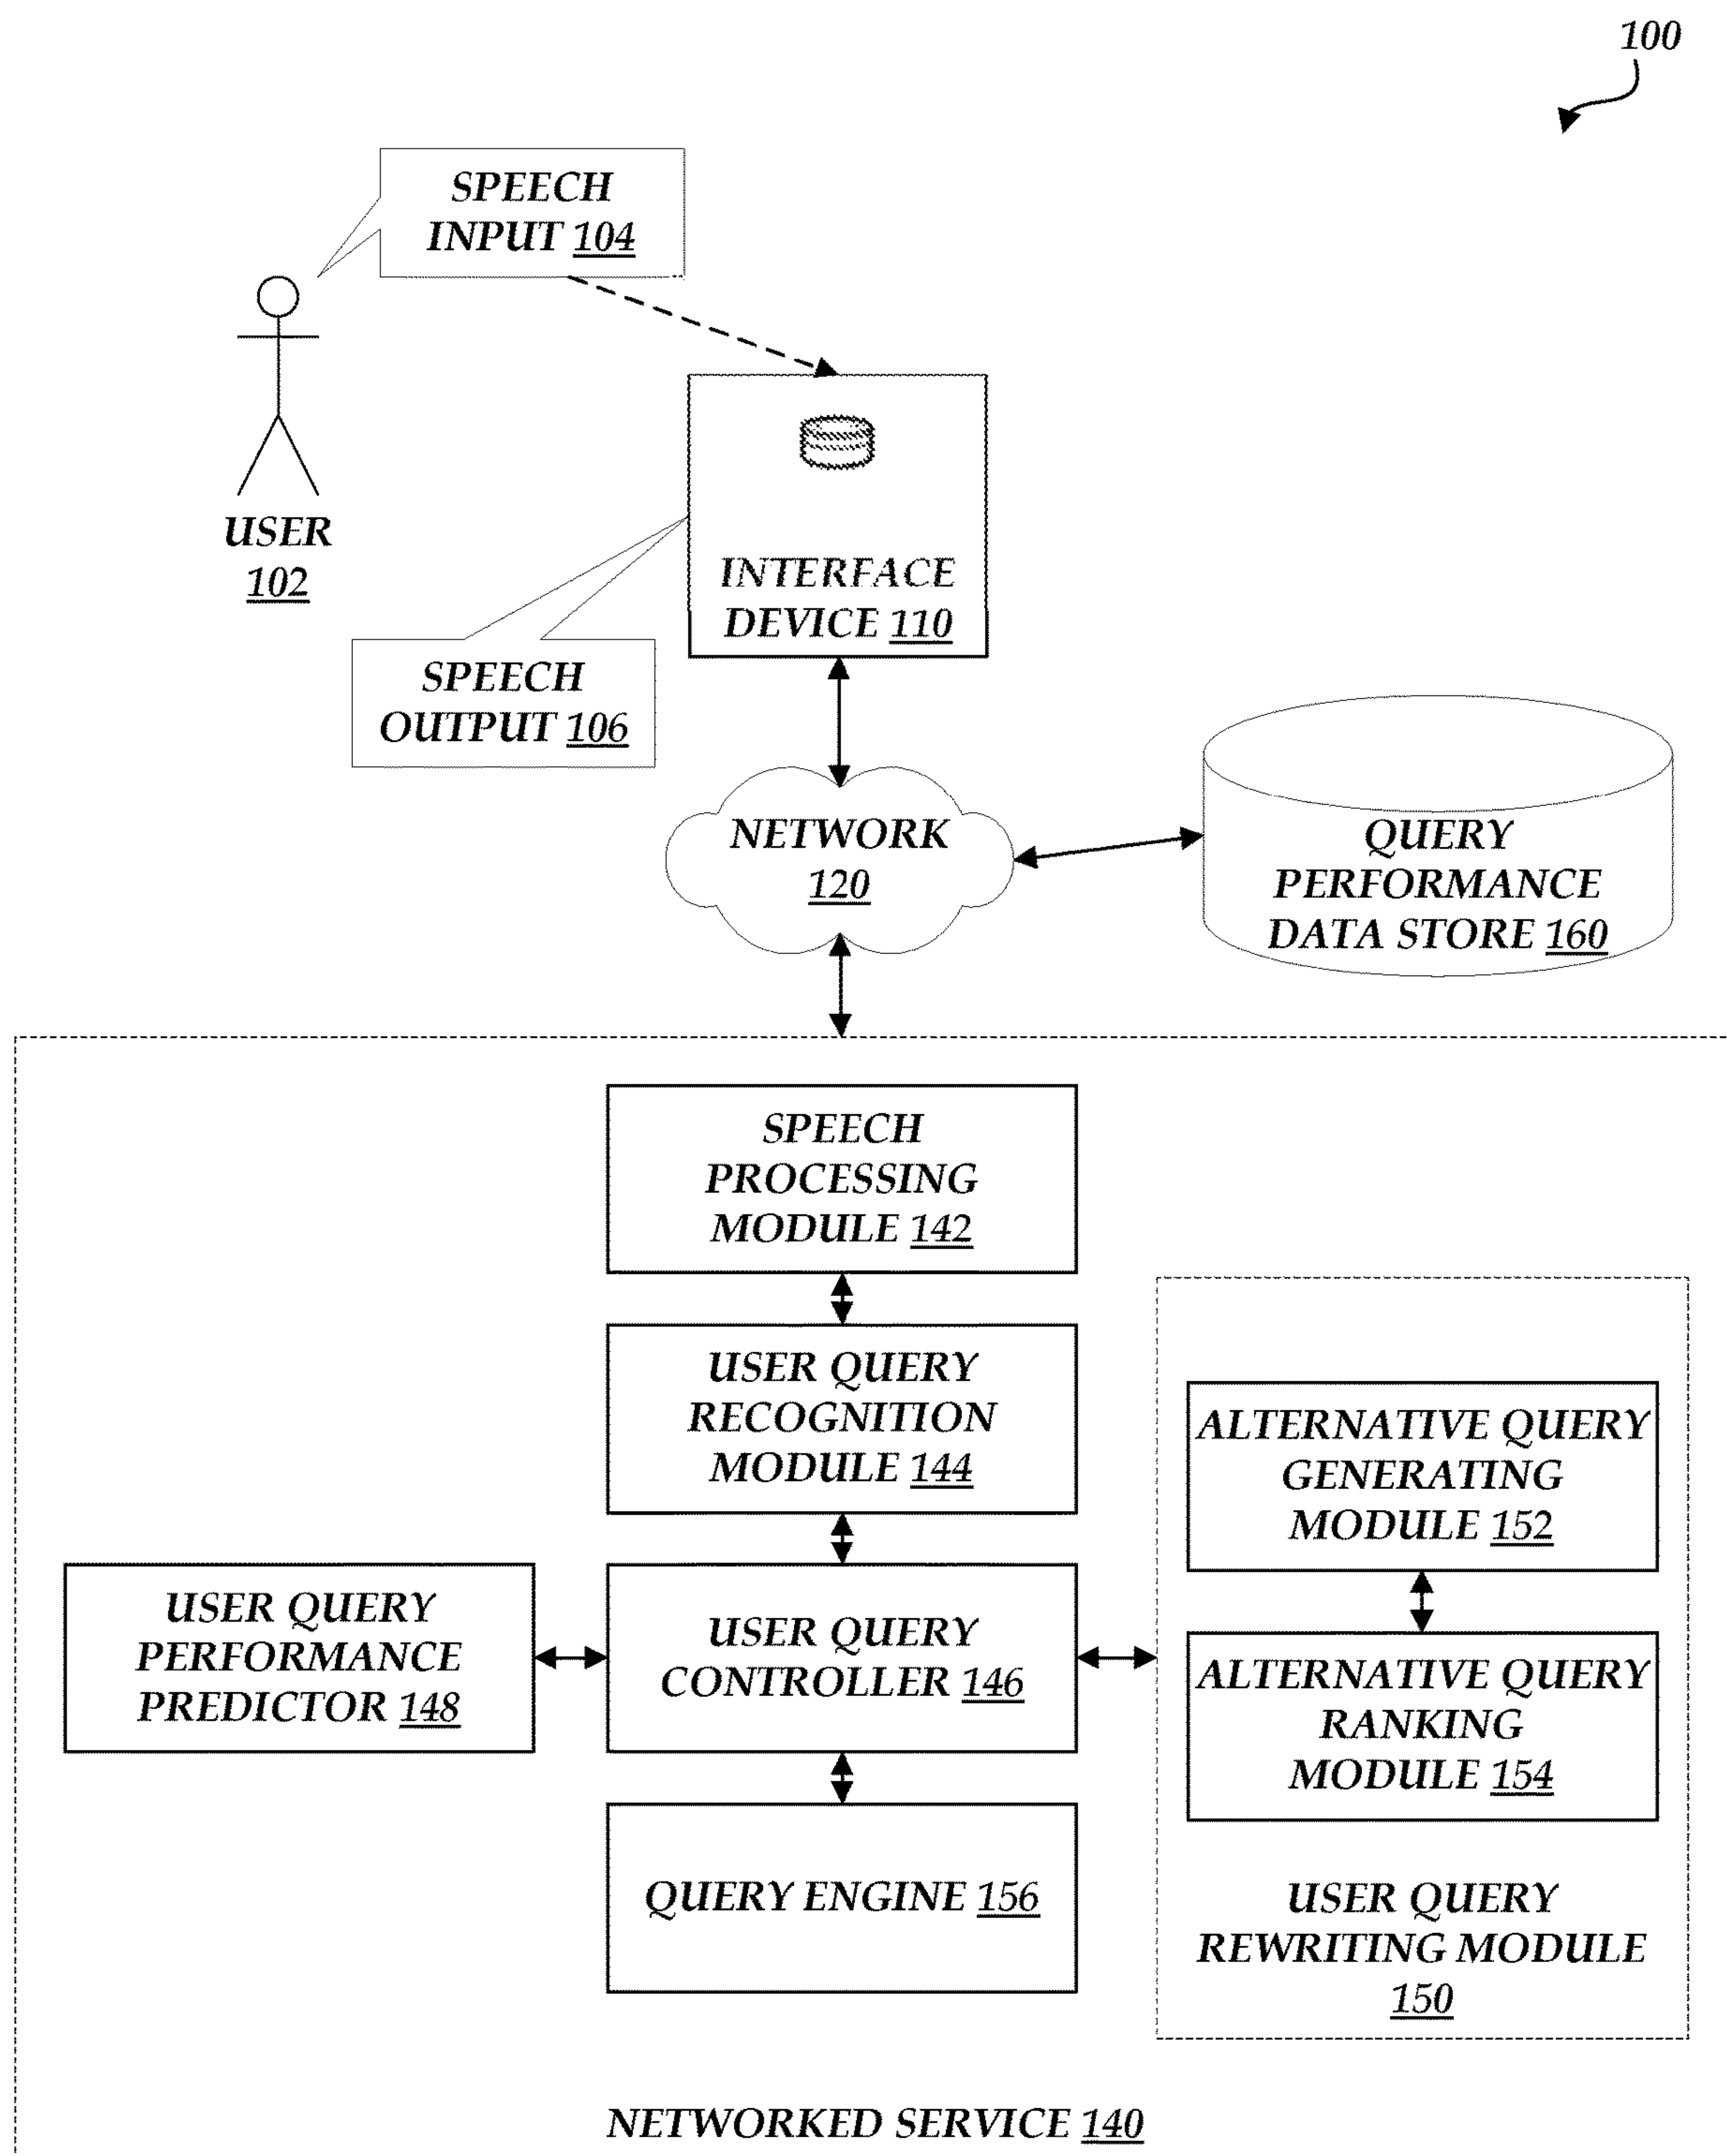 100
SPEECH
INPUT 104
USER
102
INTERFACE
DEVICE 110
SPEECH
OUTPUT 106
NETWORK
120
QUERY
PERFORMANCE
DATA STORE 160
SPEECH
PROCESSING
MODULE 142
USER QUERY
RECOGNITION
MODULE 144
ALTERNATIVE QUERY
GENERATING
MODULE 152
USER QUERY
PERFORMANCE
PREDICTOR 148
USER QUERY
CONTROLLER 146
ALTERNATIVE QUERY
RANKING
MODULE 154
QUERY ENGINE 156
USER QUERY
REWRITING MODULE
150
NETWORKED SERVICE 140